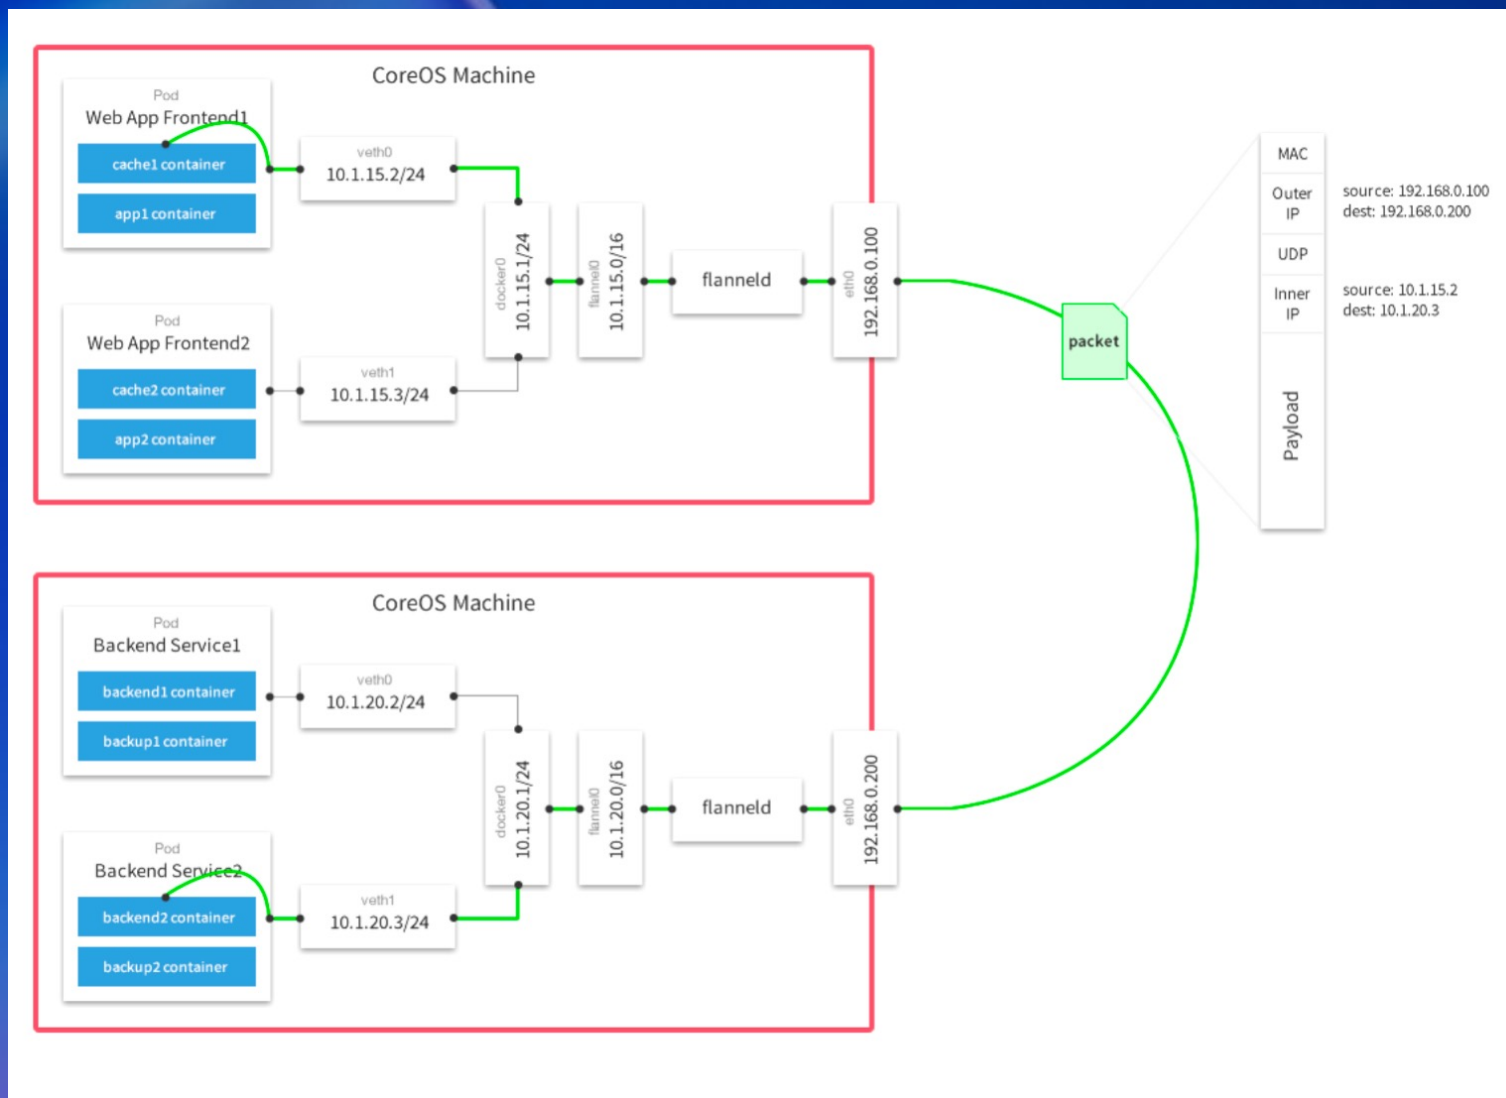 CoreOS Machine
Pod
Web App Frontend1
cache1 container
app1 container
veth0
10.1.15.2/24
Pod
Web App Frontend2
cache2 container
app2 container
veth1
10.1.15.3/24
docker0
10.1.15.1/24
flannel0
10.1.15.0/16
flanneld
eth0
192.168.0.100
packet
MAC
Outer
IP
source: 192.168.0.100
dest: 192.168.0.200
UDP
Inner
IP
source: 10.1.15.2
dest: 10.1.20.3
Payload
CoreOS Machine
Pod
Backend Service1
backend1 container
backup1 container
veth0
10.1.20.2/24
Pod
Backend Service2
backend2 container
backup2 container
veth1
10.1.20.3/24
docker0
10.1.20.1/24
flannel0
10.1.20.0/16
flanneld
eth0
192.168.0.200